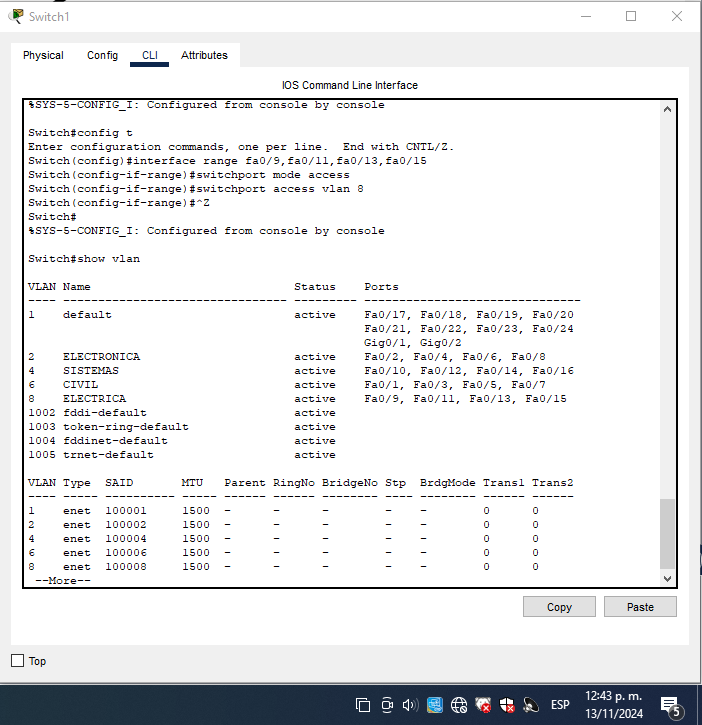 Switch1
Physical Config CLI Attributes
IOS Command Line Interface
%SYS-5-CONFIG_I: Configured from console by console
Switch#config t
Enter configuration commands, one per line.  End with CNTL/Z.
Switch(config)#interface range fa0/9,fa0/11,fa0/13,fa0/15
Switch(config-if-range)#switchport mode access
Switch(config-if-range)#switchport access vlan 8
Switch(config-if-range)#^Z
Switch#
%SYS-5-CONFIG_I: Configured from console by console
Switch#show vlan
VLAN Name                             Status    Ports
---- -------------------------------- --------- -------------------------------
1    default                          active    Fa0/17, Fa0/18, Fa0/19, Fa0/20
                                                Fa0/21, Fa0/22, Fa0/23, Fa0/24
                                                Gig0/1, Gig0/2
2    ELECTRONICA                      active    Fa0/2, Fa0/4, Fa0/6, Fa0/8
4    SISTEMAS                         active    Fa0/10, Fa0/12, Fa0/14, Fa0/16
6    CIVIL                            active    Fa0/1, Fa0/3, Fa0/5, Fa0/7
8    ELECTRICA                        active    Fa0/9, Fa0/11, Fa0/13, Fa0/15
1002 fddi-default                     active
1003 token-ring-default               active
1004 fddinet-default                  active
1005 trnet-default                    active
VLAN Type  SAID       MTU   Parent RingNo BridgeNo Stp  BrdgMode Trans1 Trans2
---- ----- ---------- ----- ------ ------ -------- ---- -------- ------ ------
1    enet  100001     1500  -      -      -        -    -        0      0
2    enet  100002     1500  -      -      -        -    -        0      0
4    enet  100004     1500  -      -      -        -    -        0      0
6    enet  100006     1500  -      -      -        -    -        0      0
8    enet  100008     1500  -      -      -        -    -        0      0
 --More--
Copy Paste
Top
ESP
12:43 p. m.
13/11/2024
5